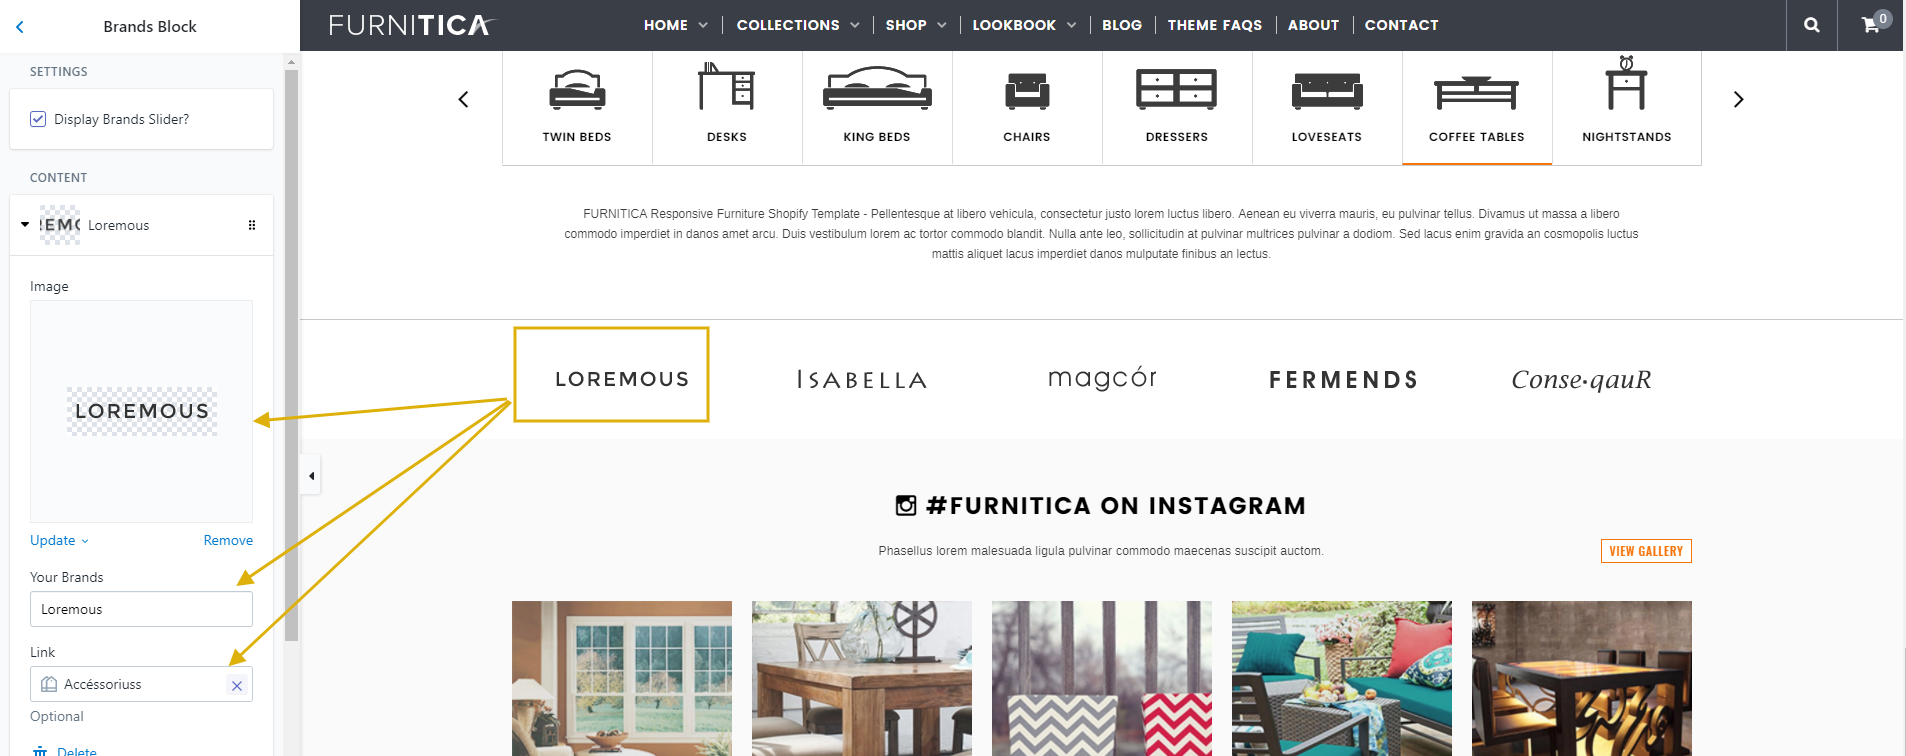 Brands Block
SETTINGS
Display Brands Slider?
CONTENT
Loremous
Image
LOREMOUS
Update
Remove
Your Brands
Loremous
Link
Accéssoriuss
Optional
Delete
FURNITICA
HOME COLLECTIONS SHOP LOOKBOOK BLOG THEME FAQS ABOUT CONTACT
0
TWIN BEDS DESKS KING BEDS CHAIRS DRESSERS LOVESEATS COFFEE TABLES NIGHTSTANDS
FURNITICA Responsive Furniture Shopify Template - Pellentesque at libero vehicula, consectetur justo lorem luctus libero. Aenean eu viverra mauris, eu pulvinar tellus. Divamus ut massa a libero
commodo imperdiet in danos amet arcu. Duis vestibulum lorem ac tortor commodo blandit. Nulla ante leo, sollicitudin at pulvinar multrices pulvinar a dodiom. Sed lacus enim gravida an cosmopolis luctus
mattis aliquet lacus imperdiet danos mulputate finibus an lectus.
LOREMOUS ISABELLA magcór FERMENDS Conse•qauR
#FURNITICA ON INSTAGRAM
Phasellus lorem malesuada ligula pulvinar commodo maecenas suscipit auctom.
VIEW GALLERY